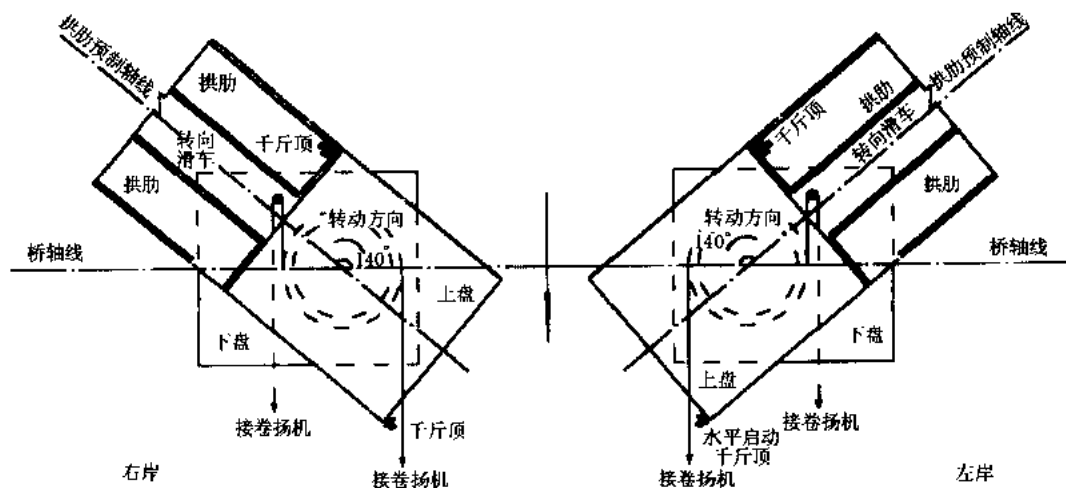 拱肋预制轴线
拱肋
千斤顶
转向
滑车
拱肋
转动方向
140°
桥轴线
上盘
下盘
接卷扬机
千斤顶
接卷扬机
右岸
拱肋预制轴线
拱肋
千斤顶
转向滑车
拱肋
转动方向
140°
桥轴线
下盘
上盘
接卷扬机
水平启动
千斤顶
接卷扬机
左岸